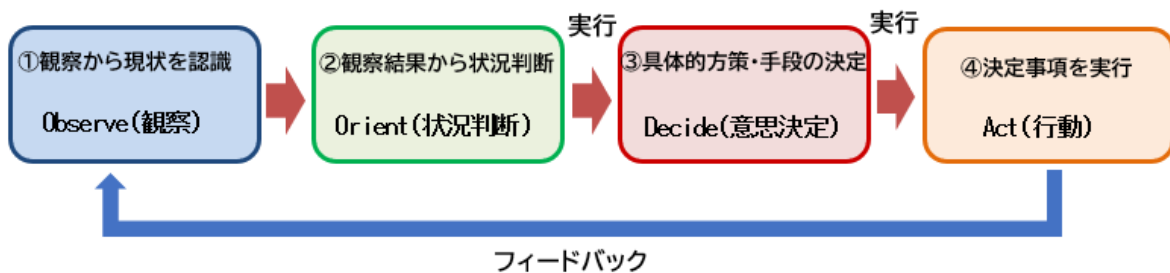 ①観察から現状を認識
Observe(観察)
②観察結果から状況判断
Orient(状況判断)
実行
③具体的方策・手段の決定
Decide(意思決定)
実行
④決定事項を実行
Act(行動)
フィードバック